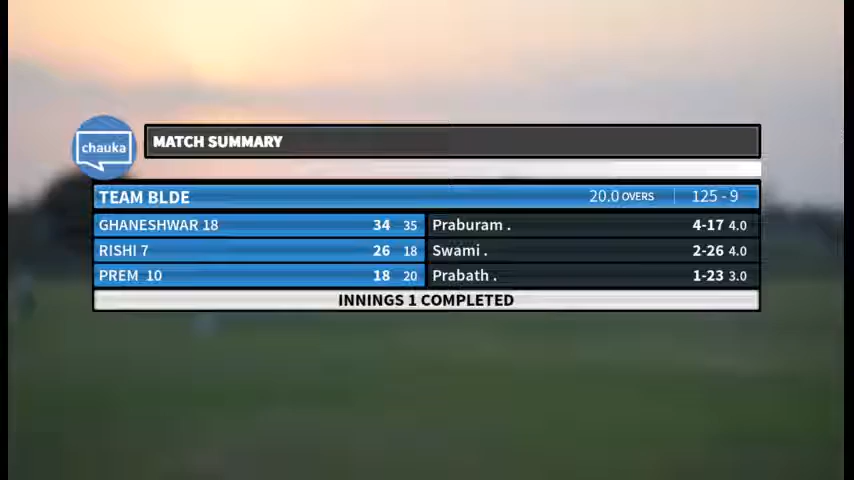 chauka
MATCH SUMMARY
TEAM BLDE 20.0 OVERS 125 - 9
GHANESHWAR 18 34 35 Praburam . 4-17 4.0
RISHI 7 26 18 Swami . 2-26 4.0
PREM 10 18 20 Prabath . 1-23 3.0
INNINGS 1 COMPLETED